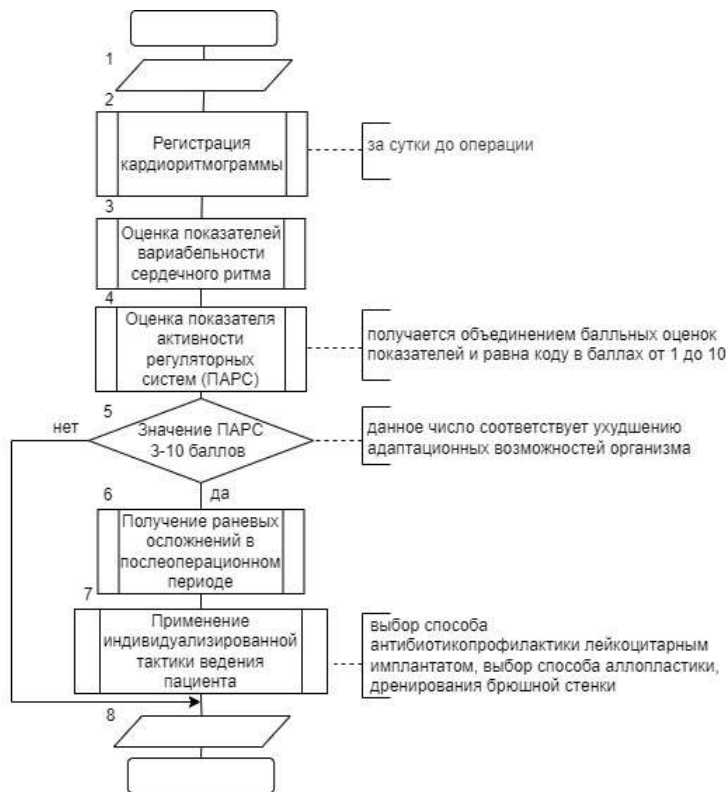 1
2
Регистрация
кардиоритмограммы
за сутки до операции
3
Оценка показателей
вариабельности
сердечного ритма
4
Оценка показателя
активности
регуляторных
систем (ПАРС)
получается объединением балльных оценок
показателей и равна коду в баллах от 1 до 10
5
нет
Значение ПАРС
3-10 баллов
данное число соответствует ухудшению
адаптационных возможностей организма
да
6
Получение раневых
осложнений в
послеоперационном
периоде
7
Применение
индивидуализированной
тактики ведения
пациента
выбор способа
антибиотикопрофилактики лейкоцитарным
имплантатом, выбор способа аллопластики,
дренирования брюшной стенки
8